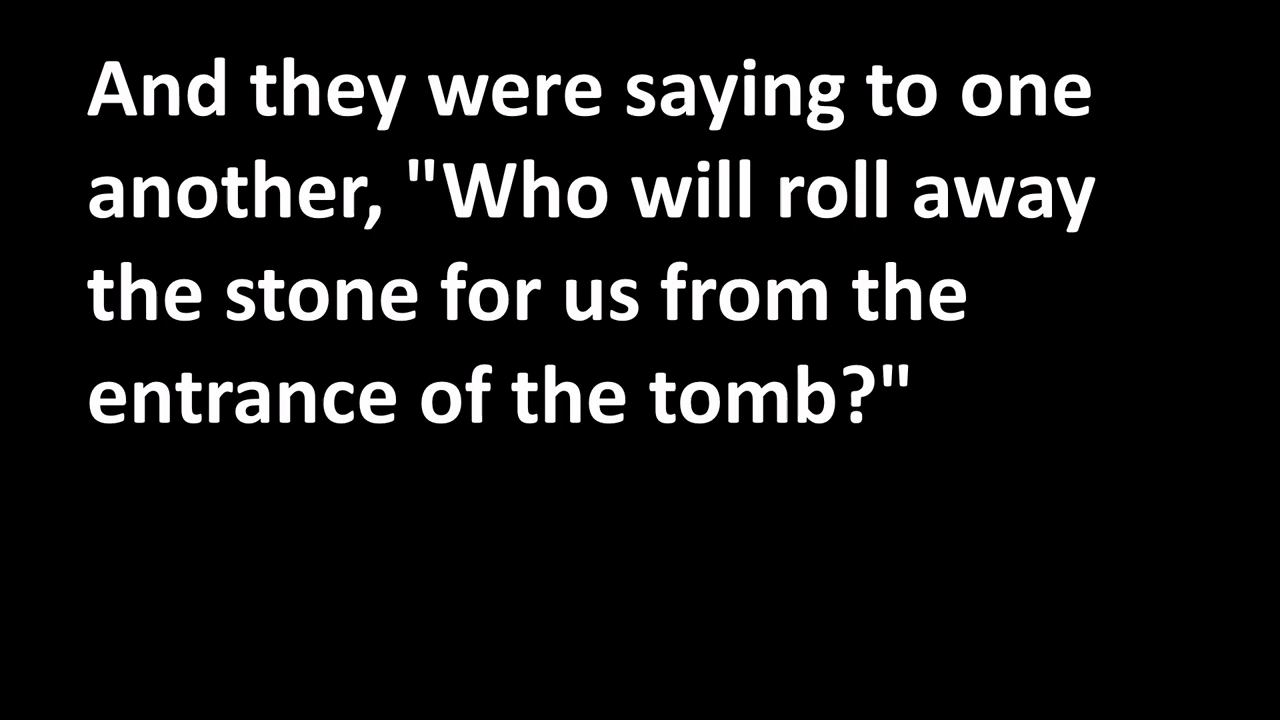 And they were saying to one
another, "Who will roll away
the stone for us from the
entrance of the tomb?"